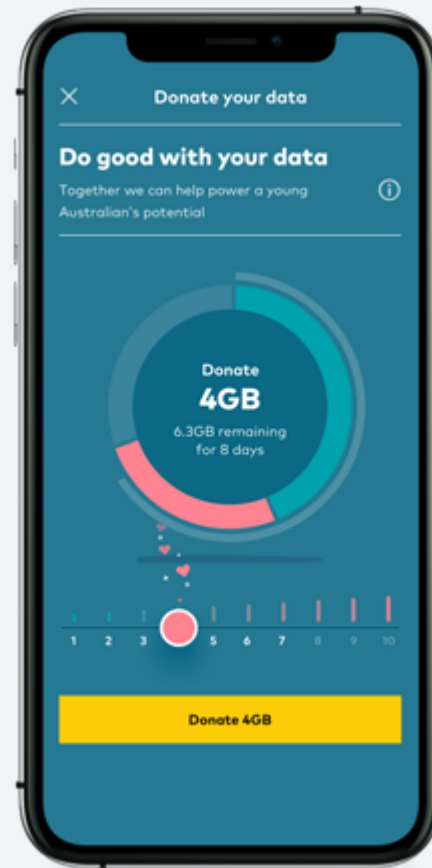 Donate your data
Do good with your data
Together we can help power a young
Australian's potential
Donate
4GB
6.3GB remaining
for 8 days
1 2 3 5 6 7 8 9 10
Donate 4GB